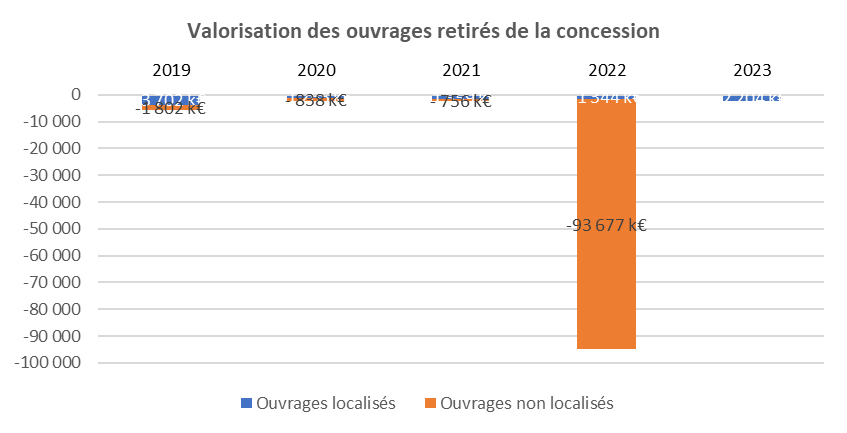 Valorisation des ouvrages retirés de la concession
2019 2020 2021 2022 2023
0
-10 000
-20 000
-30 000
-40 000
-50 000
-60 000
-70 000
-80 000
-90 000
-100 000
-1 802 k€
- 838 k€
- 756 k€
-93 677 k€
Ouvrages localisés
Ouvrages non localisés